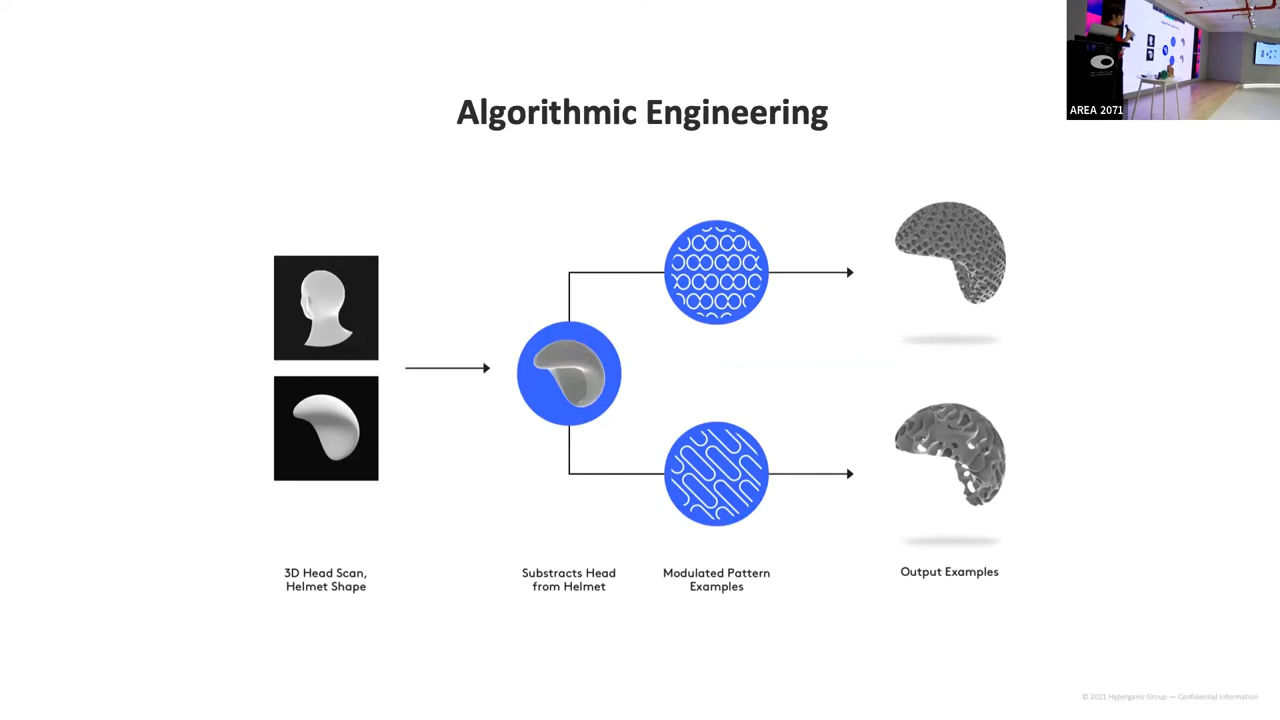 Algorithmic Engineering
AREA 2071
3D Head Scan,
Helmet Shape
Substracts Head
from Helmet
Modulated Pattern
Examples
Output Examples
© 2021 Hyperganic Group — Confidential Information